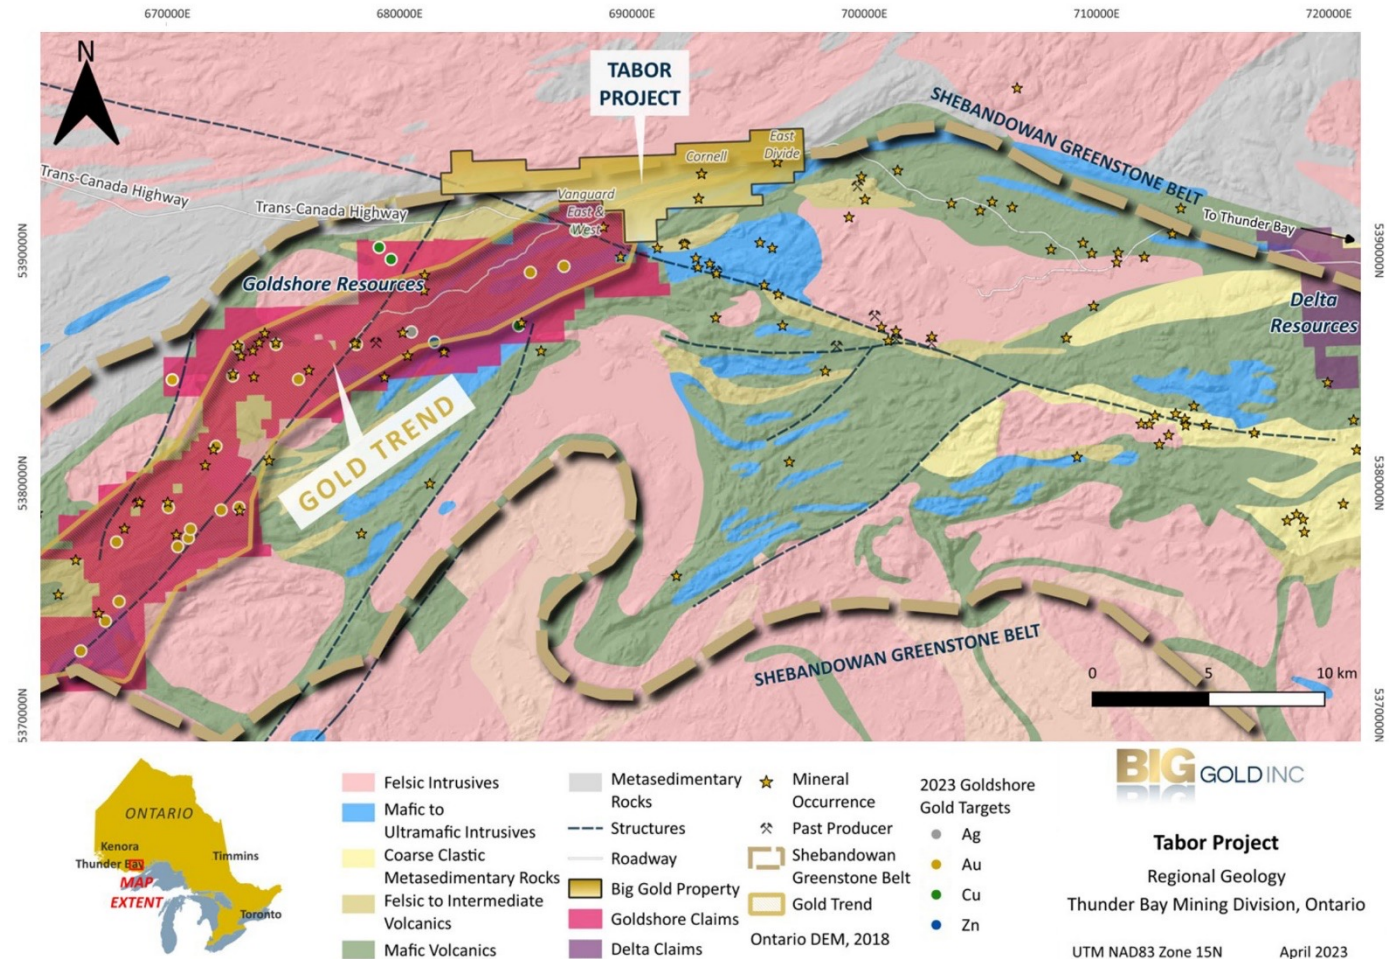 670000E
680000E
690000E
700000E
710000E
720000E
N
TABOR
PROJECT
SHEBANDOWAN GREENSTONE BELT
East
Divide
Cornell
Trans-Canada Highway
Trans-Canada Highway
Vanguard
East &
West
To Thunder Bay
5390000N
5390000N
Goldshore Resources
Delta
Resources
GOLD TREND
5380000N
5380000N
SHEBANDOWAN GREENSTONE BELT
0
5
10 km
5370000N
5370000N
ONTARIO
Kenora
Thunder Bay
Timmins
MAP
EXTENT
Toronto
Felsic Intrusives
Mafic to
Ultramafic Intrusives
Coarse Clastic
Metasedimentary Rocks
Felsic to Intermediate
Volcanics
Mafic Volcanics
Metasedimentary
Rocks
Structures
Roadway
Big Gold Property
Goldshore Claims
Delta Claims
Mineral
Occurrence
Past Producer
Shebandowan
Greenstone Belt
Gold Trend
Ontario DEM, 2018
2023 Goldshore
Gold Targets
Ag
Au
Cu
Zn
BIG GOLD INC
Tabor Project
Regional Geology
Thunder Bay Mining Division, Ontario
UTM NAD83 Zone 15N
April 2023